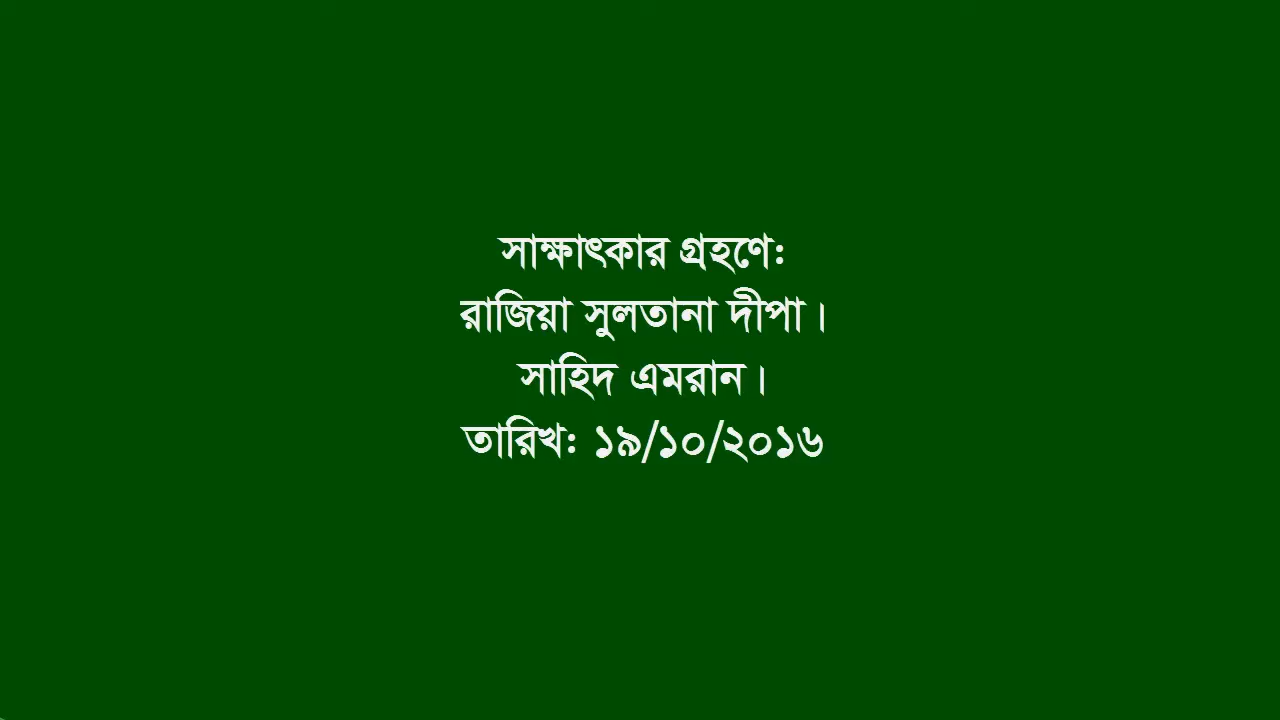 সাক্ষাৎকার গ্রহণে:
রাজিয়া সুলতানা দীপা।
সাহিদ এমরান।
তারিখ: ১৯/১০/২০১৬